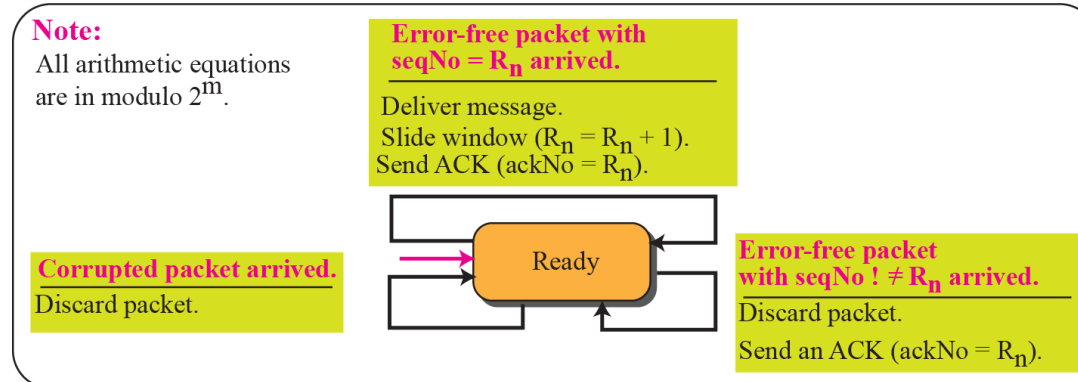 Note:
All arithmetic equations
are in modulo 2^m.
Error-free packet with
seqNo = Rn arrived.
Deliver message.
Slide window (Rn = Rn + 1).
Send ACK (ackNo = Rn).
Ready
Corrupted packet arrived.
Discard packet.
Error-free packet
with seqNo ! ≠ Rn arrived.
Discard packet.
Send an ACK (ackNo = Rn).